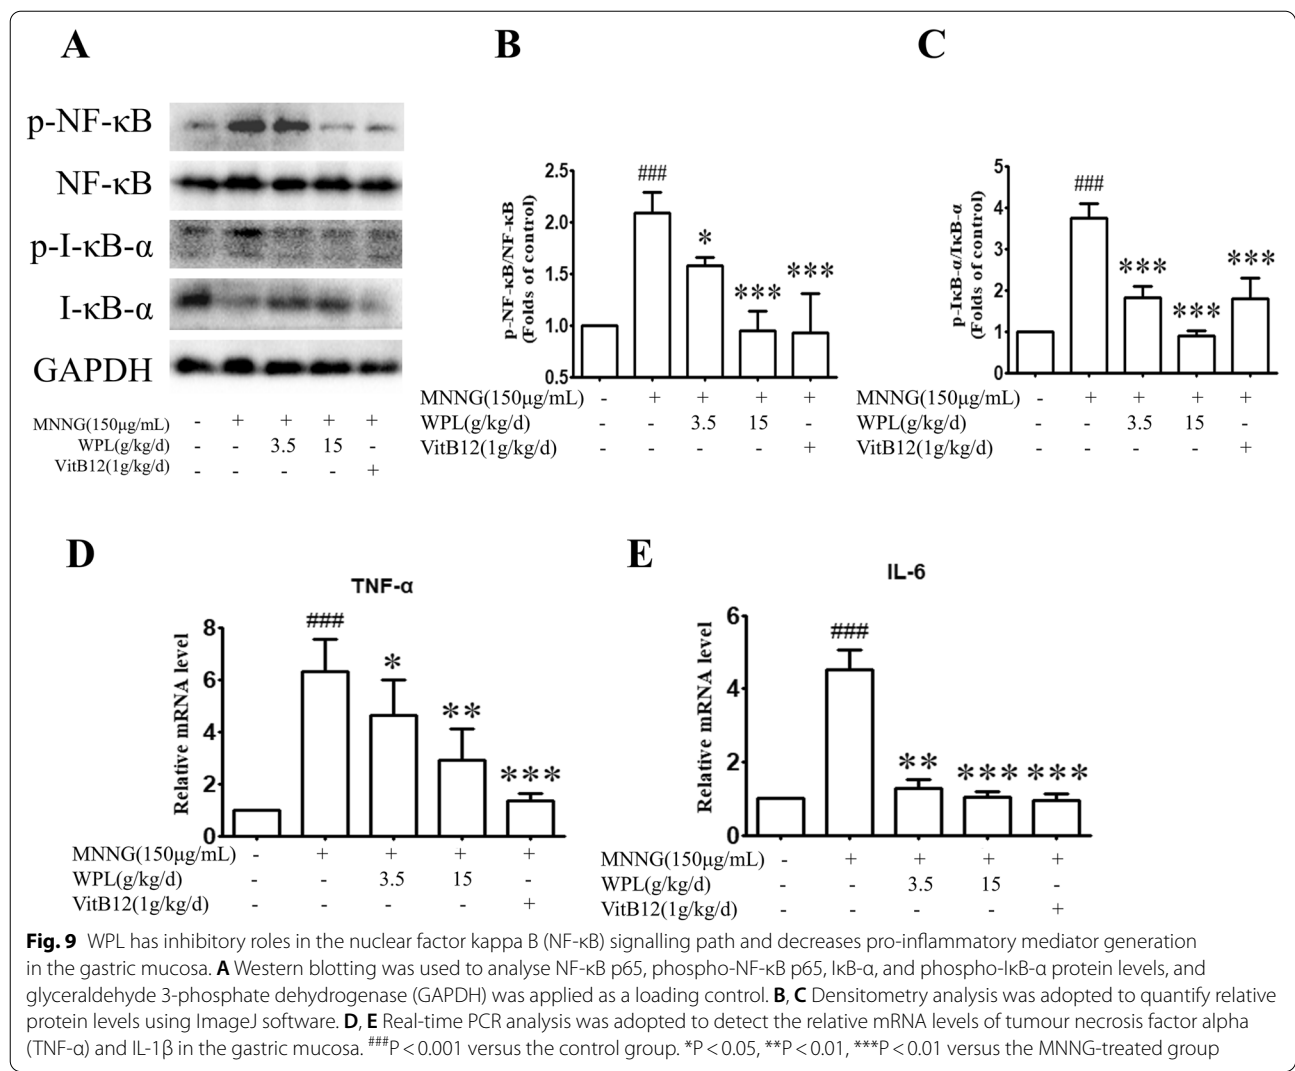 A
p-NF-κB
NF-κB
p-I-κB-α
I-κB-α
GAPDH
MNNG(150μg/mL) - + + + +
WPL(g/kg/d) - - 3.5 15 -
VitB12(1g/kg/d) - - - - +
B
p-NF-κB/NF-κB
(Folds of control)
2.5
2.0
1.5
1.0
0.5
###
*
***
***
MNNG(150μg/mL) - + + + +
WPL(g/kg/d) - - 3.5 15 -
VitB12(1g/kg/d) - - - - +
C
p-IκB-α/IκB-α
(Folds of control)
5
4
3
2
1
0
###
***
***
***
MNNG(150μg/mL) - + + + +
WPL(g/kg/d) - - 3.5 15 -
VitB12(1g/kg/d) - - - - +
D
TNF-α
Relative mRNA level
8
6
4
2
0
###
*
**
***
MNNG(150μg/mL) - + + + +
WPL(g/kg/d) - - 3.5 15 -
VitB12(1g/kg/d) - - - - +
E
IL-6
Relative mRNA level
6
4
2
0
###
**
***
***
MNNG(150μg/mL) - + + + +
WPL(g/kg/d) - - 3.5 15 -
VitB12(1g/kg/d) - - - - +
Fig. 9 WPL has inhibitory roles in the nuclear factor kappa B (NF-κB) signalling path and decreases pro-inflammatory mediator generation
in the gastric mucosa. A Western blotting was used to analyse NF-κB p65, phospho-NF-κB p65, IκB-α, and phospho-IκB-α protein levels, and
glyceraldehyde 3-phosphate dehydrogenase (GAPDH) was applied as a loading control. B, C Densitometry analysis was adopted to quantify relative
protein levels using ImageJ software. D, E Real-time PCR analysis was adopted to detect the relative mRNA levels of tumour necrosis factor alpha
(TNF-α) and IL-1β in the gastric mucosa. ###P < 0.001 versus the control group. *P < 0.05, **P < 0.01, ***P < 0.01 versus the MNNG-treated group